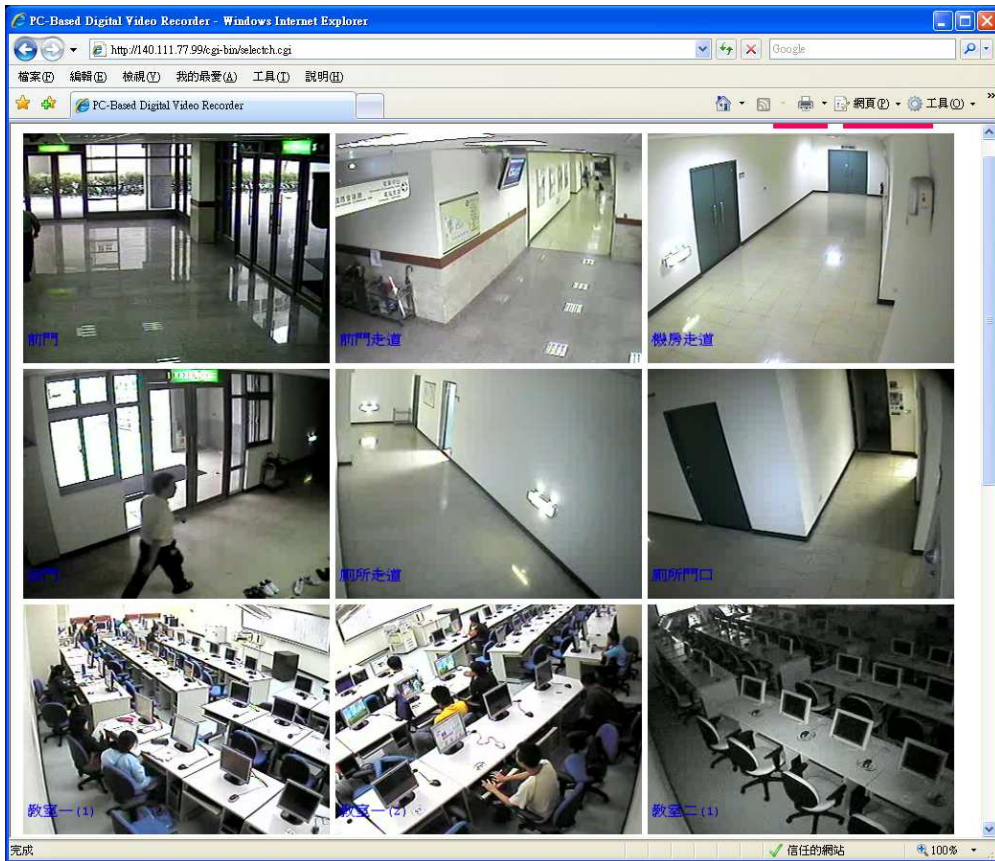 PC-Based Digital Video Recorder - Windows Internet Explorer
http://140.111.77.99/cgi-bin/selectch.cgi
Google
檔案(F) 編輯(E) 檢視(V) 我的最愛(A) 工具(T) 說明(H)
PC-Based Digital Video Recorder
網頁(P) 工具(O)
前門
前門走道
機房走道
廁所走道
廁所門口
教室一(1)
教室一(2)
教室二(1)
完成
信任的網站
100%